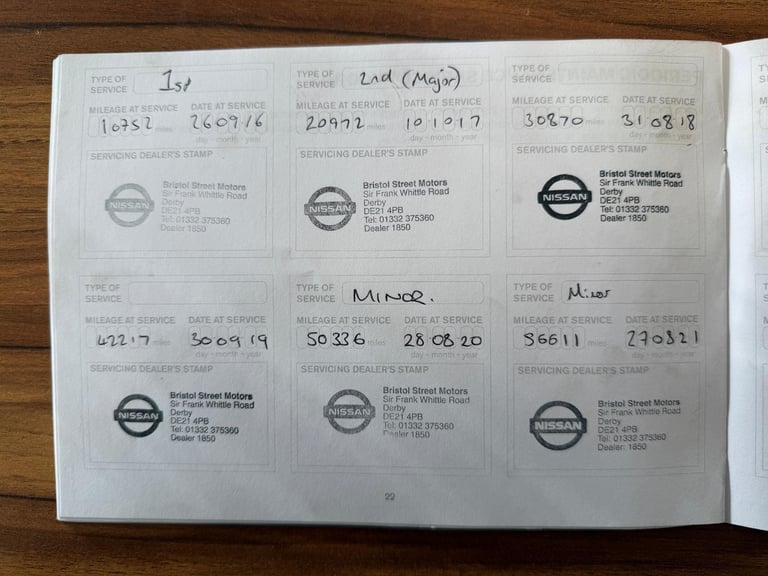 TYPE OF
SERVICE 1st
MILEAGE AT SERVICE DATE AT SERVICE
10752 miles 260916
day - month - year
SERVICING DEALER'S STAMP
NISSAN
Bristol Street Motors
Sir Frank Whittle Road
Derby
DE21 4PB
Tel: 01332 375360
Dealer 1850
TYPE OF
SERVICE 2nd (Major)
MILEAGE AT SERVICE DATE AT SERVICE
20972 miles 101017
day - month - year
SERVICING DEALER'S STAMP
NISSAN
Bristol Street Motors
Sir Frank Whittle Road
Derby
DE21 4PB
Tel: 01332 375360
Dealer 1850
TYPE OF
SERVICE
MILEAGE AT SERVICE DATE AT SERVICE
30870 miles 310818
day - month - year
SERVICING DEALER'S STAMP
NISSAN
Bristol Street Motors
Sir Frank Whittle Road
Derby
DE21 4PB
Tel: 01332 375360
Dealer 1850
TYPE OF
SERVICE
MILEAGE AT SERVICE DATE AT SERVICE
42217 miles 300919
day - month - year
SERVICING DEALER'S STAMP
NISSAN
Bristol Street Motors
Sir Frank Whittle Road
Derby
DE21 4PB
Tel: 01332 375360
Dealer 1850
TYPE OF
SERVICE MINOR.
MILEAGE AT SERVICE DATE AT SERVICE
50336 miles 280820
day - month - year
SERVICING DEALER'S STAMP
NISSAN
Bristol Street Motors
Sir Frank Whittle Road
Derby
DE21 4PB
Tel: 01332 375360
Dealer 1850
TYPE OF
SERVICE Minor
MILEAGE AT SERVICE DATE AT SERVICE
56611 miles 270821
day - month - year
SERVICING DEALER'S STAMP
NISSAN
Bristol Street Motors
Sir Frank Whittle Road
Derby
DE21 4PB
Tel: 01332 375360
Dealer: 1850
22